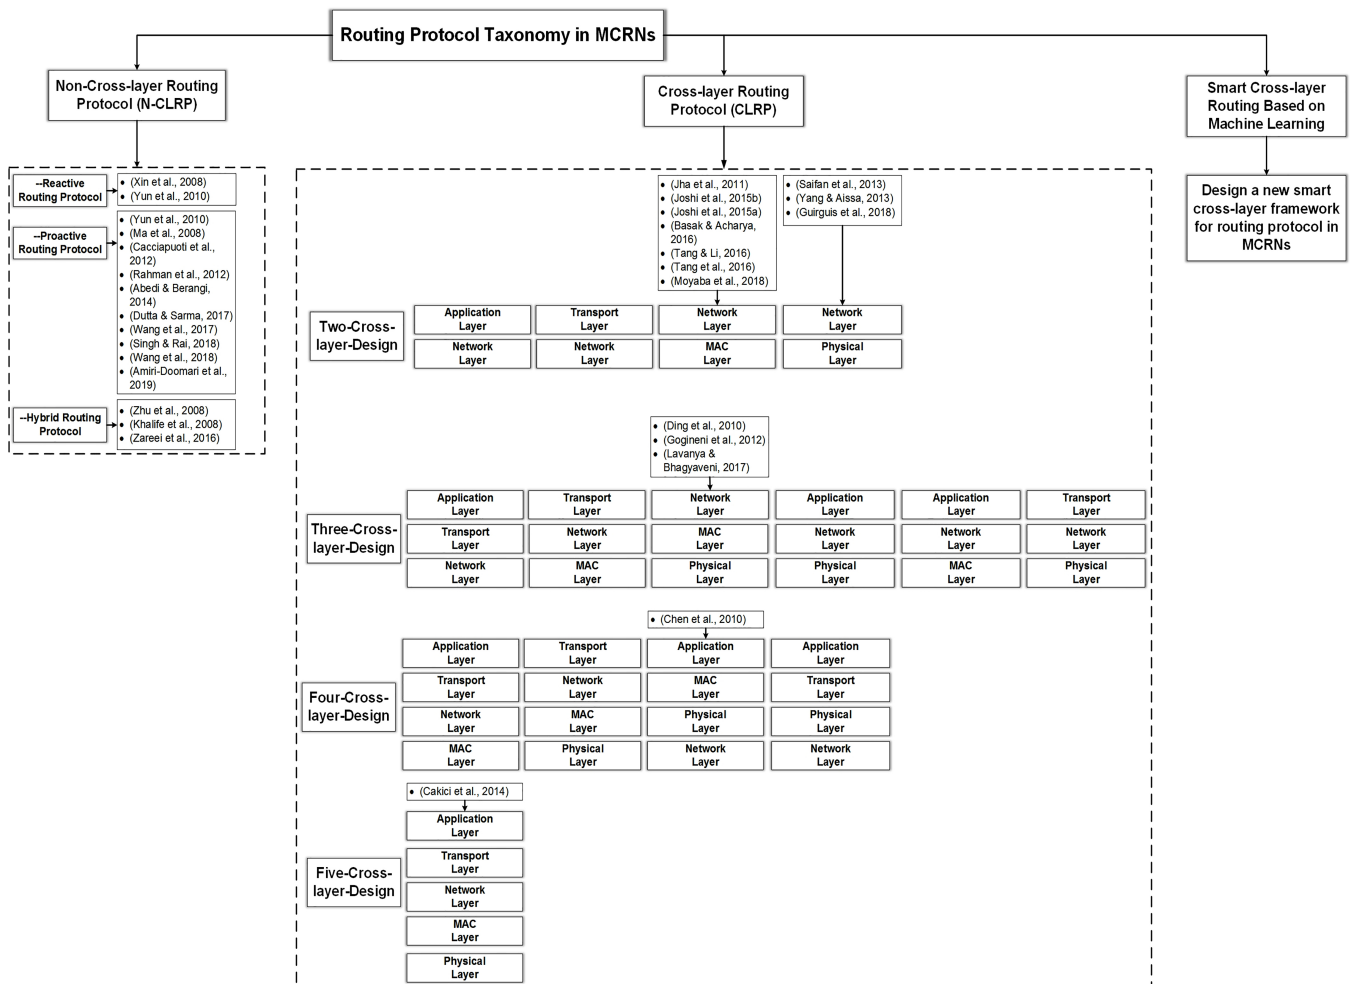 Routing Protocol Taxonomy in MCRNs
Non-Cross-layer Routing
Protocol (N-CLRP)
--Reactive
Routing Protocol
• (Xin et al., 2008)
• (Yun et al., 2010)
--Proactive
Routing Protocol
• (Yun et al., 2010)
• (Ma et al., 2008)
• (Cacciapuoti et al.,
2012)
• (Rahman et al., 2012)
• (Abedi & Berangi,
2014)
• (Dutta & Sarma, 2017)
• (Wang et al., 2017)
• (Singh & Rai, 2018)
• (Wang et al., 2018)
• (Amiri-Doomari et al.,
2019)
--Hybrid Routing
Protocol
• (Zhu et al., 2008)
• (Khalife et al., 2008)
• (Zareei et al., 2016)
Cross-layer Routing
Protocol (CLRP)
• (Jha et al., 2011)
• (Joshi et al., 2015b)
• (Joshi et al., 2015a)
• (Basak & Acharya,
2016)
• (Tang & Li, 2016)
• (Tang et al., 2016)
• (Moyaba et al., 2018)
• (Saifan et al., 2013)
• (Yang & Aissa, 2013)
• (Guirguis et al., 2018)
Two-Cross-
layer-Design
Application
Layer
Network
Layer
Transport
Layer
Network
Layer
Network
Layer
MAC
Layer
Network
Layer
Physical
Layer
• (Ding et al., 2010)
• (Gogineni et al., 2012)
• (Lavanya &
Bhagyaveni, 2017)
Three-Cross-
layer-Design
Application
Layer
Transport
Layer
Network
Layer
Transport
Layer
Network
Layer
MAC
Layer
Network
Layer
MAC
Layer
Physical
Layer
Application
Layer
Network
Layer
Physical
Layer
Application
Layer
Network
Layer
MAC
Layer
Transport
Layer
Network
Layer
Physical
Layer
• (Chen et al., 2010)
Four-Cross-
layer-Design
Application
Layer
Transport
Layer
Network
Layer
MAC
Layer
Transport
Layer
Network
Layer
MAC
Layer
Physical
Layer
Application
Layer
MAC
Layer
Physical
Layer
Network
Layer
Application
Layer
Transport
Layer
Physical
Layer
Network
Layer
• (Cakici et al., 2014)
Five-Cross-
layer-Design
Application
Layer
Transport
Layer
Network
Layer
MAC
Layer
Physical
Layer
Smart Cross-layer
Routing Based on
Machine Learning
Design a new smart
cross-layer framework
for routing protocol in
MCRNs